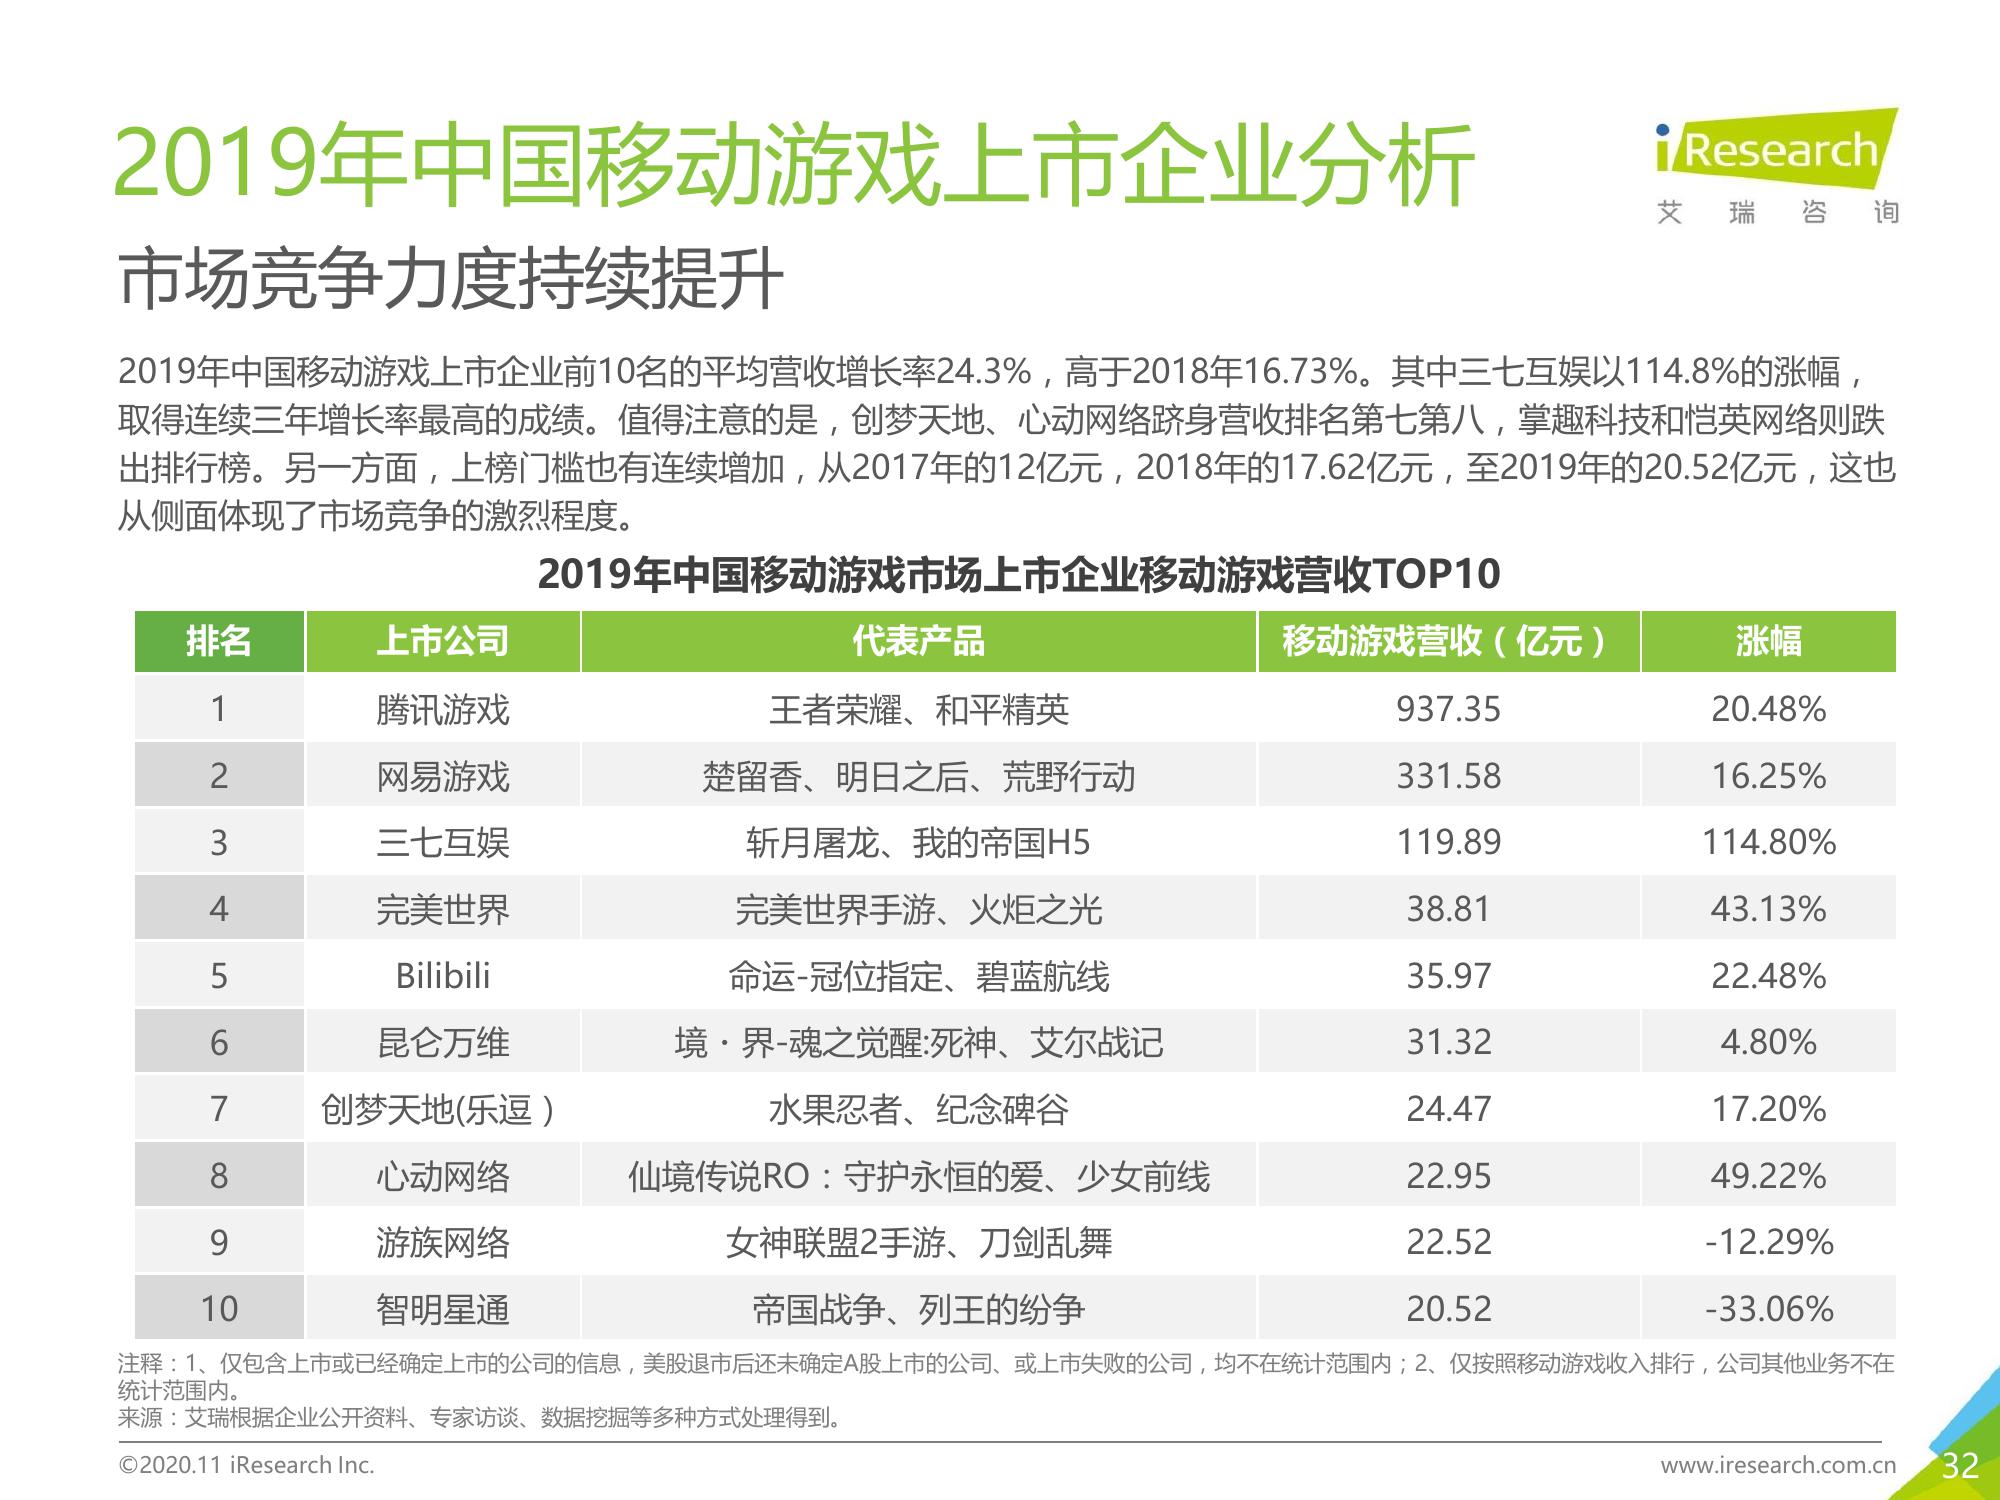 2019年中国移动游戏上市企业分析
iResearch
艾瑞咨询
市场竞争力度持续提升
2019年中国移动游戏上市企业前10名的平均营收增长率24.3%，高于2018年16.73%。其中三七互娱以114.8%的涨幅，
取得连续三年增长率最高的成绩。值得注意的是，创梦天地、心动网络跻身营收排名第七第八，掌趣科技和恺英网络则跌
出排行榜。另一方面，上榜门槛也有连续增加，从2017年的12亿元，2018年的17.62亿元，至2019年的20.52亿元，这也
从侧面体现了市场竞争的激烈程度。
2019年中国移动游戏市场上市企业移动游戏营收TOP10
排名 上市公司 代表产品 移动游戏营收（亿元） 涨幅
1 腾讯游戏 王者荣耀、和平精英 937.35 20.48%
2 网易游戏 楚留香、明日之后、荒野行动 331.58 16.25%
3 三七互娱 斩月屠龙、我的帝国H5 119.89 114.80%
4 完美世界 完美世界手游、火炬之光 38.81 43.13%
5 Bilibili 命运-冠位指定、碧蓝航线 35.97 22.48%
6 昆仑万维 境・界-魂之觉醒:死神、艾尔战记 31.32 4.80%
7 创梦天地(乐逗） 水果忍者、纪念碑谷 24.47 17.20%
8 心动网络 仙境传说RO：守护永恒的爱、少女前线 22.95 49.22%
9 游族网络 女神联盟2手游、刀剑乱舞 22.52 -12.29%
10 智明星通 帝国战争、列王的纷争 20.52 -33.06%
注释：1、仅包含上市或已经确定上市的公司的信息，美股退市后还未确定A股上市的公司、或上市失败的公司，均不在统计范围内；2、仅按照移动游戏收入排行，公司其他业务不在
统计范围内。
来源：艾瑞根据企业公开资料、专家访谈、数据挖掘等多种方式处理得到。
©2020.11 iResearch Inc.
www.iresearch.com.cn
32